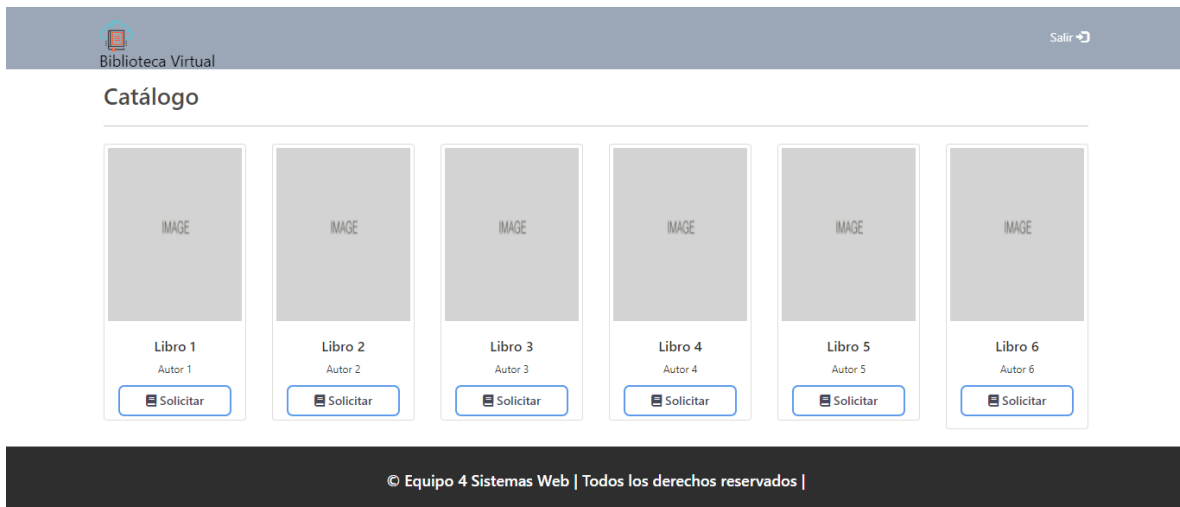 Biblioteca Virtual
Salir
Catálogo
IMAGE IMAGE IMAGE IMAGE IMAGE IMAGE
Libro 1 Libro 2 Libro 3 Libro 4 Libro 5 Libro 6
Autor 1 Autor 2 Autor 3 Autor 4 Autor 5 Autor 6
Solicitar Solicitar Solicitar Solicitar Solicitar Solicitar
© Equipo 4 Sistemas Web | Todos los derechos reservados |